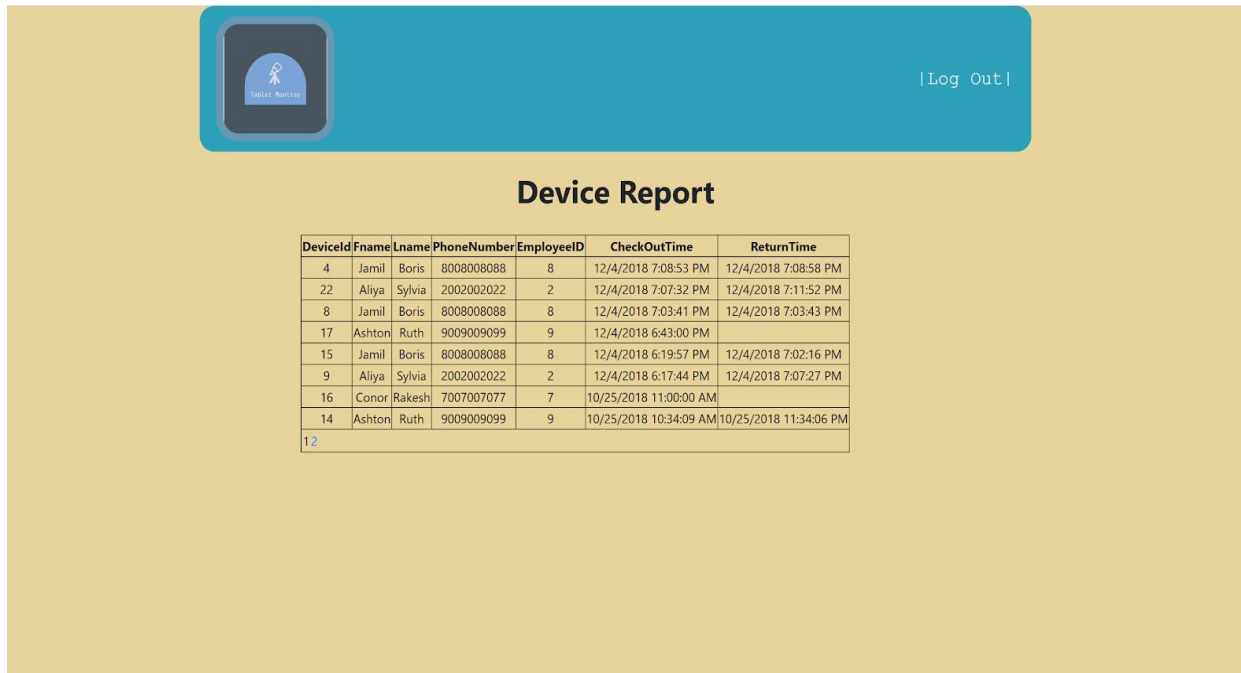 Tablet Monitor
|Log Out|
Device Report
DeviceId Fname Lname PhoneNumber EmployeeID CheckOutTime ReturnTime
4 Jamil Boris 8008008088 8 12/4/2018 7:08:53 PM 12/4/2018 7:08:58 PM
22 Aliya Sylvia 2002002022 2 12/4/2018 7:07:32 PM 12/4/2018 7:11:52 PM
8 Jamil Boris 8008008088 8 12/4/2018 7:03:41 PM 12/4/2018 7:03:43 PM
17 Ashton Ruth 9009009099 9 12/4/2018 6:43:00 PM
15 Jamil Boris 8008008088 8 12/4/2018 6:19:57 PM 12/4/2018 7:02:16 PM
9 Aliya Sylvia 2002002022 2 12/4/2018 6:17:44 PM 12/4/2018 7:07:27 PM
16 Conor Rakesh 7007007077 7 10/25/2018 11:00:00 AM
14 Ashton Ruth 9009009099 9 10/25/2018 10:34:09 AM 10/25/2018 11:34:06 PM
1 2